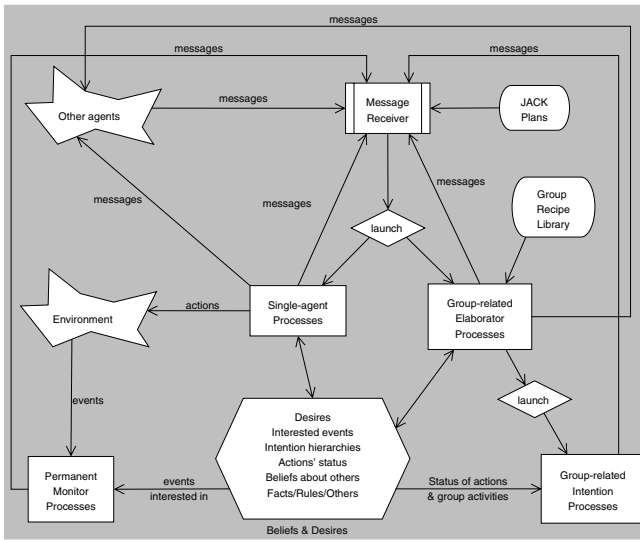 messages
messages
messages
Other agents
messages
Message
Receiver
JACK
Plans
messages
messages
messages
Group
Recipe
Library
launch
Environment
actions
Single-agent
Processes
Group-related
Elaborator
Processes
events
launch
Desires
Interested events
Intention hierarchies
Actions' status
Beliefs about others
Facts/Rules/Others
Permanent
Monitor
Processes
events
interested in
Status of actions
& group activities
Group-related
Intention
Processes
Beliefs & Desires